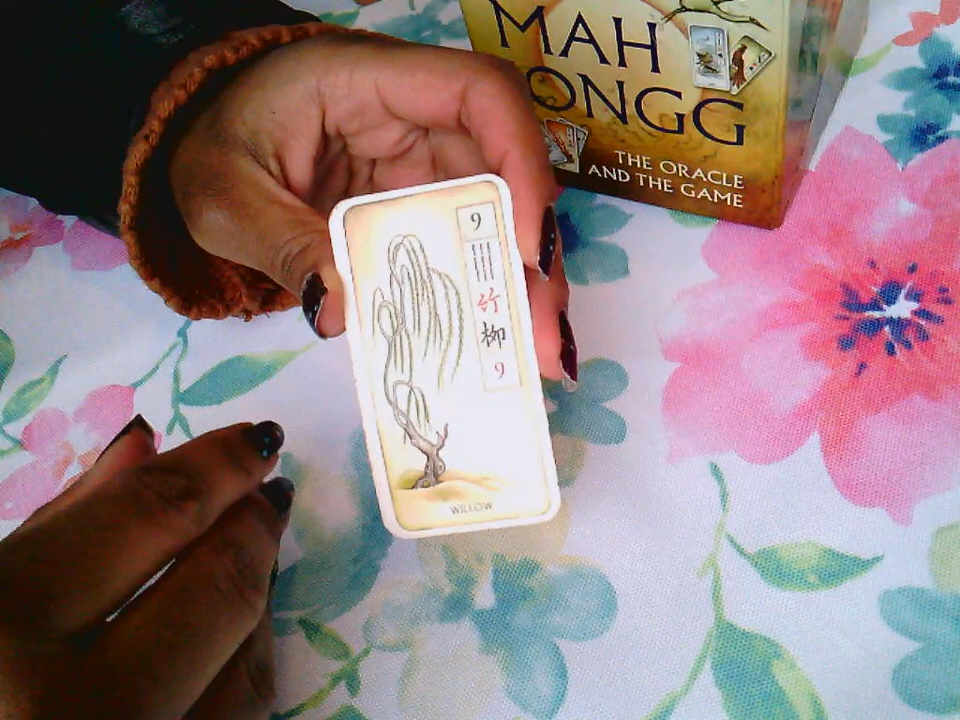 MAH
JONGG
THE ORACLE
AND THE GAME
9
竹
柳
9
WILLOW